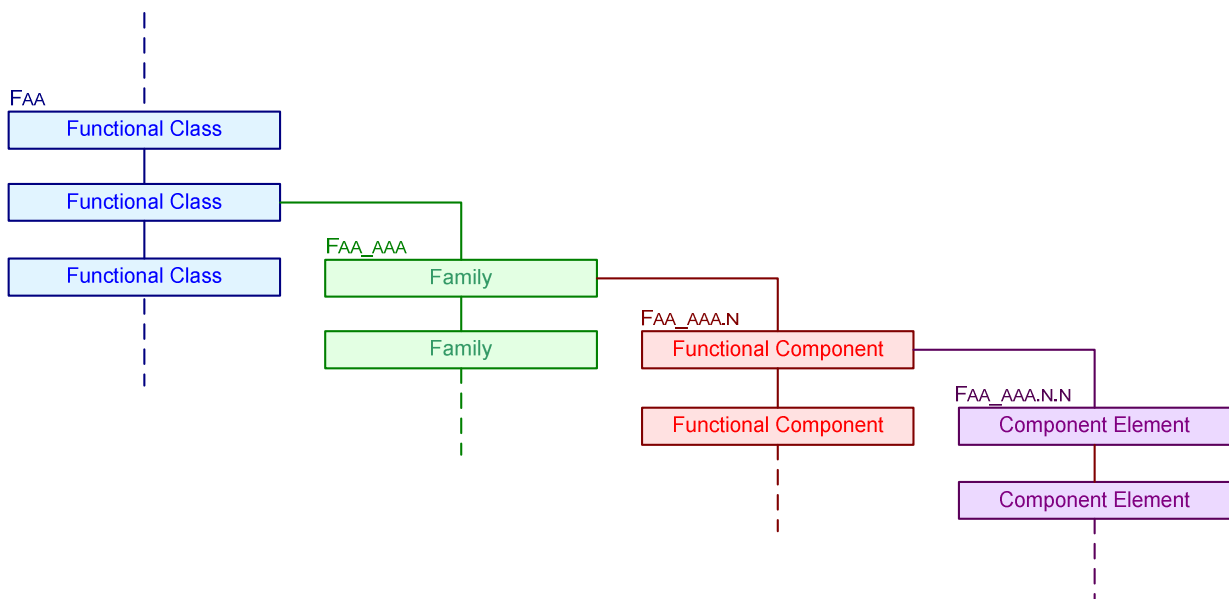 FAA
Functional Class
Functional Class
FAA_AAA
Functional Class
Family
FAA_AAA.N
Family
Functional Component
FAA_AAA.N.N
Functional Component
Component Element
Component Element